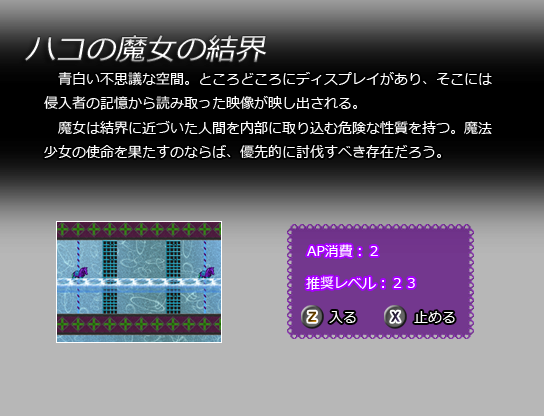 ハコの魔女の結界
青白い不思議な空間。ところどころにディスプレイがあり、そこには
侵入者の記憶から読み取った映像が映し出される。
魔女は結界に近づいた人間を内部に取り込む危険な性質を持つ。魔法
少女の使命を果たすのならば、優先的に討伐すべき存在だろう。
AP消費：２
推奨レベル：２３
Z 入る X 止める